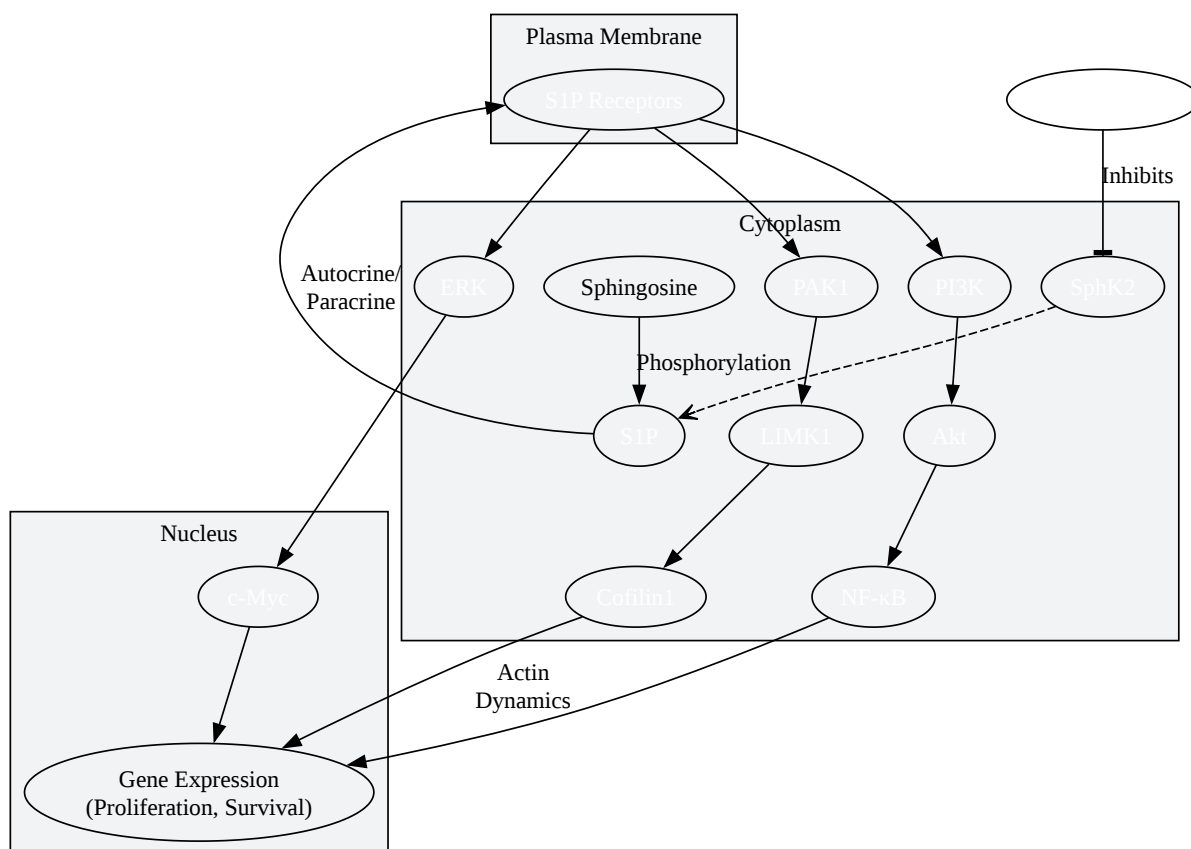 Plasma Membrane
S1P Receptors
Inhibits
Cytoplasm
Autocrine/
Paracrine
ERK
Sphingosine
PAK1
PI3K
SphK2
Phosphorylation
S1P
LIMK1
Akt
Nucleus
c-Myc
Cofilin1
NF-κB
Actin
Dynamics
Gene Expression
(Proliferation, Survival)